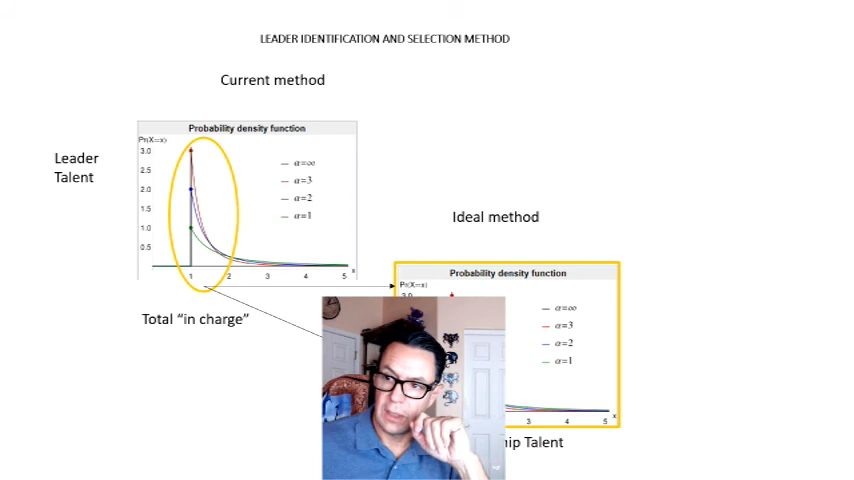 LEADER IDENTIFICATION AND SELECTION METHOD
Current method
Probability density function
Pr(X=x)
Leader
Talent
3.0
2.5
2.0
1.5
1.0
0.5
α=∞
α=3
α=2
α=1
1 2 3 4 5 x
Total “in charge”
Ideal method
Probability density function
Pr(X=x)
3.0
α=∞
α=3
α=2
α=1
3 4 5 x
Talent